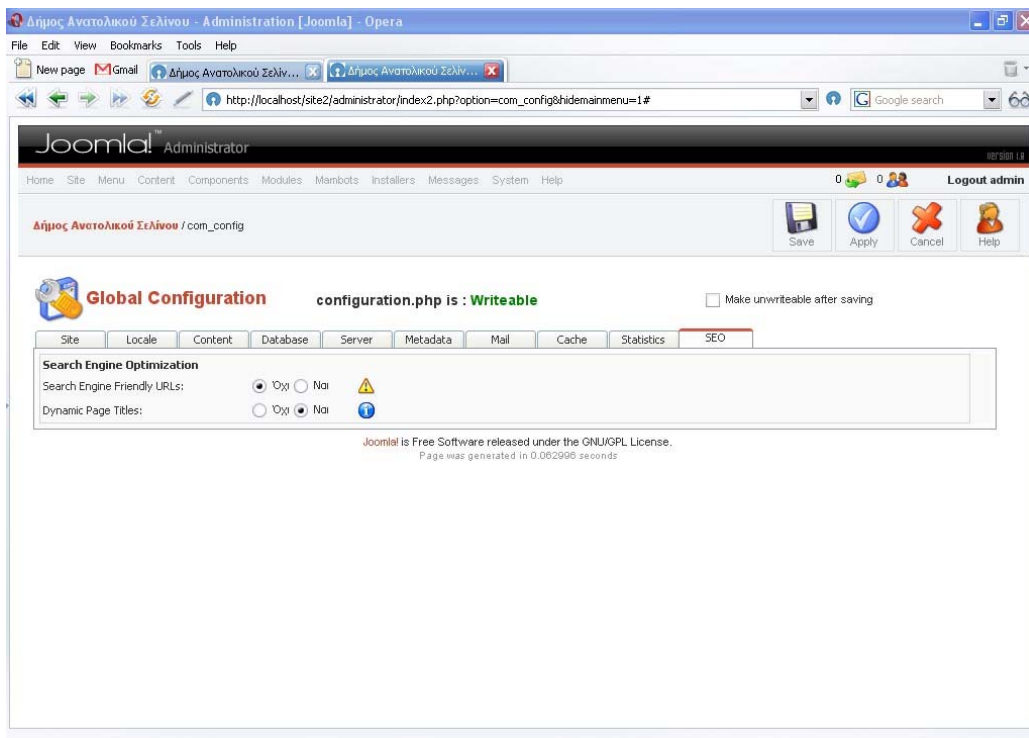 Δήμος Ανατολικού Σελίνου - Administration [Joomla] - Opera
File Edit View Bookmarks Tools Help
New page Gmail Δήμος Ανατολικού Σελίν... Δήμος Ανατολικού Σελίν...
http://localhost/site2/administrator/index2.php?option=com_config&hidemainmenu=1# Google search
Joomla!™ Administrator
version 1.0
Home Site Menu Content Components Modules Mambots Installers Messages System Help 0 0 Logout admin
Δήμος Ανατολικού Σελίνου / com_config
Save Apply Cancel Help
Global Configuration configuration.php is : Writeable Make unwriteable after saving
Site Locale Content Database Server Metadata Mail Cache Statistics SEO
Search Engine Optimization
Search Engine Friendly URLs: Όχι Ναι
Dynamic Page Titles: Όχι Ναι
Joomla! is Free Software released under the GNU/GPL License.
Page was generated in 0.062996 seconds